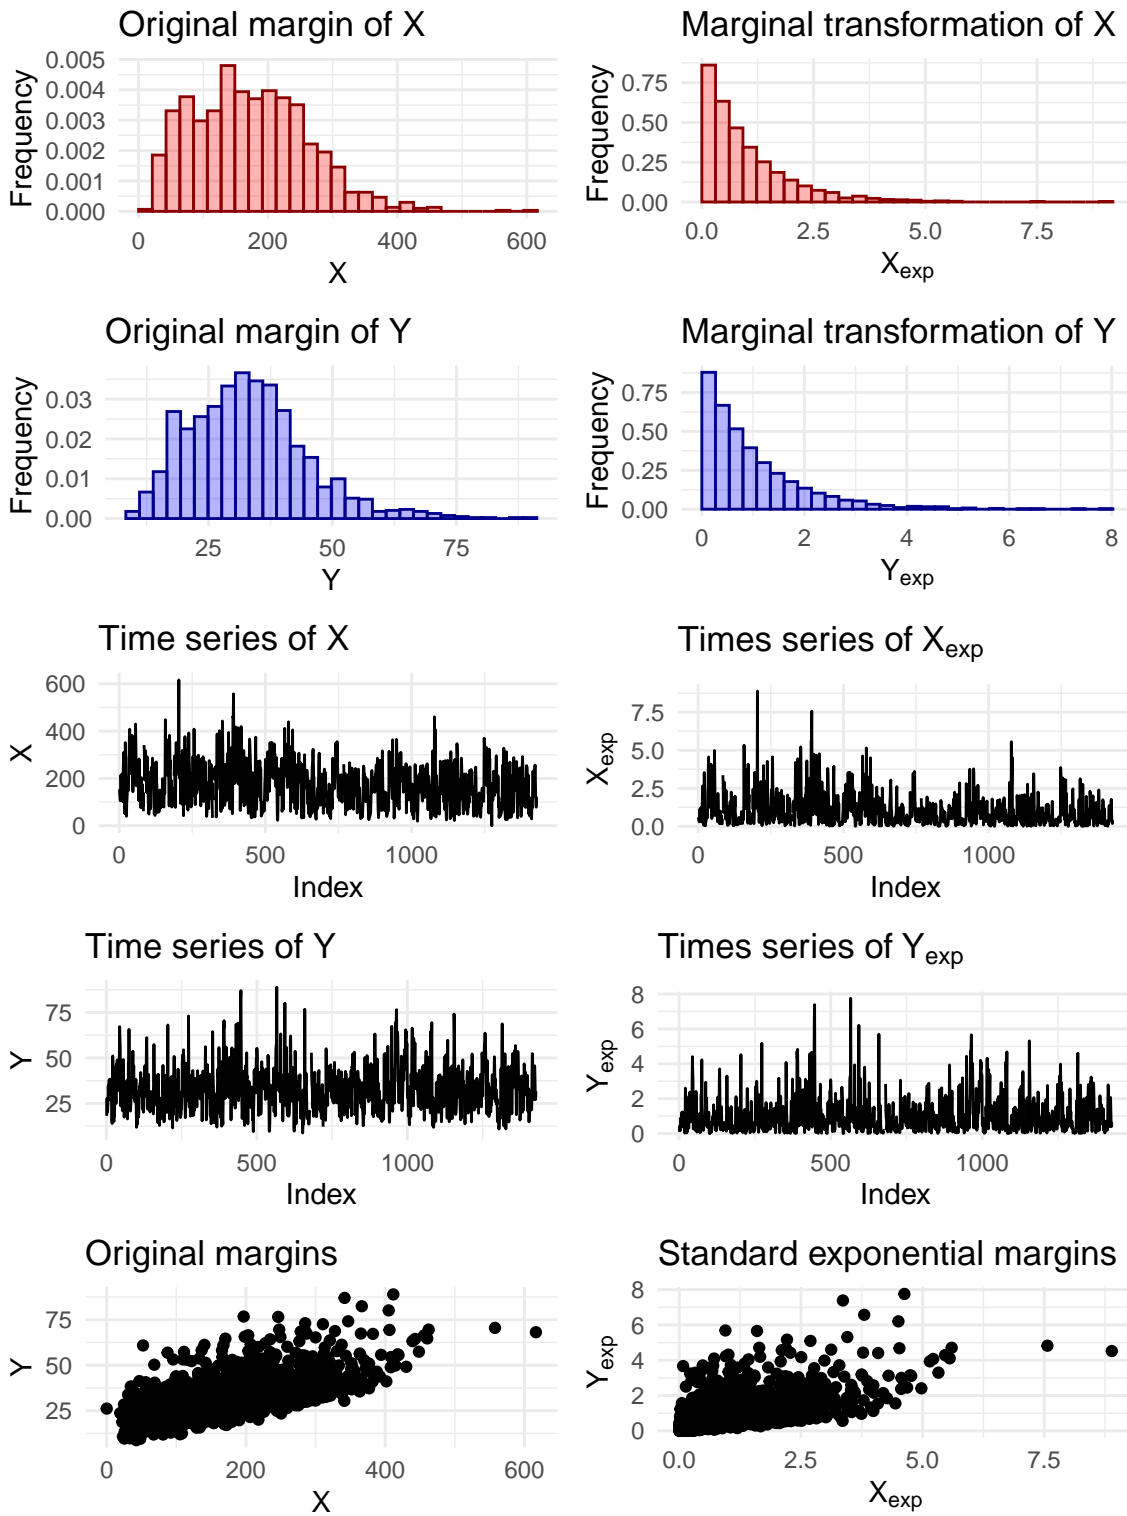 Original margin of X
Frequency
0.005
0.004
0.003
0.002
0.001
0.000
0
200
400
600
X
Marginal transformation of X
Frequency
0.75
0.50
0.25
0.00
0.0
2.5
5.0
7.5
Xexp
Original margin of Y
Frequency
0.03
0.02
0.01
0.00
25
50
75
Y
Marginal transformation of Y
Frequency
0.75
0.50
0.25
0.00
0
2
4
6
8
Yexp
Time series of X
X
600
400
200
0
0
500
1000
Index
Times series of Xexp
Xexp
7.5
5.0
2.5
0.0
0
500
1000
Index
Time series of Y
Y
75
50
25
0
500
1000
Index
Times series of Yexp
Yexp
8
6
4
2
0
0
500
1000
Index
Original margins
Y
75
50
25
0
200
400
600
X
Standard exponential margins
Yexp
8
6
4
2
0
0.0
2.5
5.0
7.5
Xexp